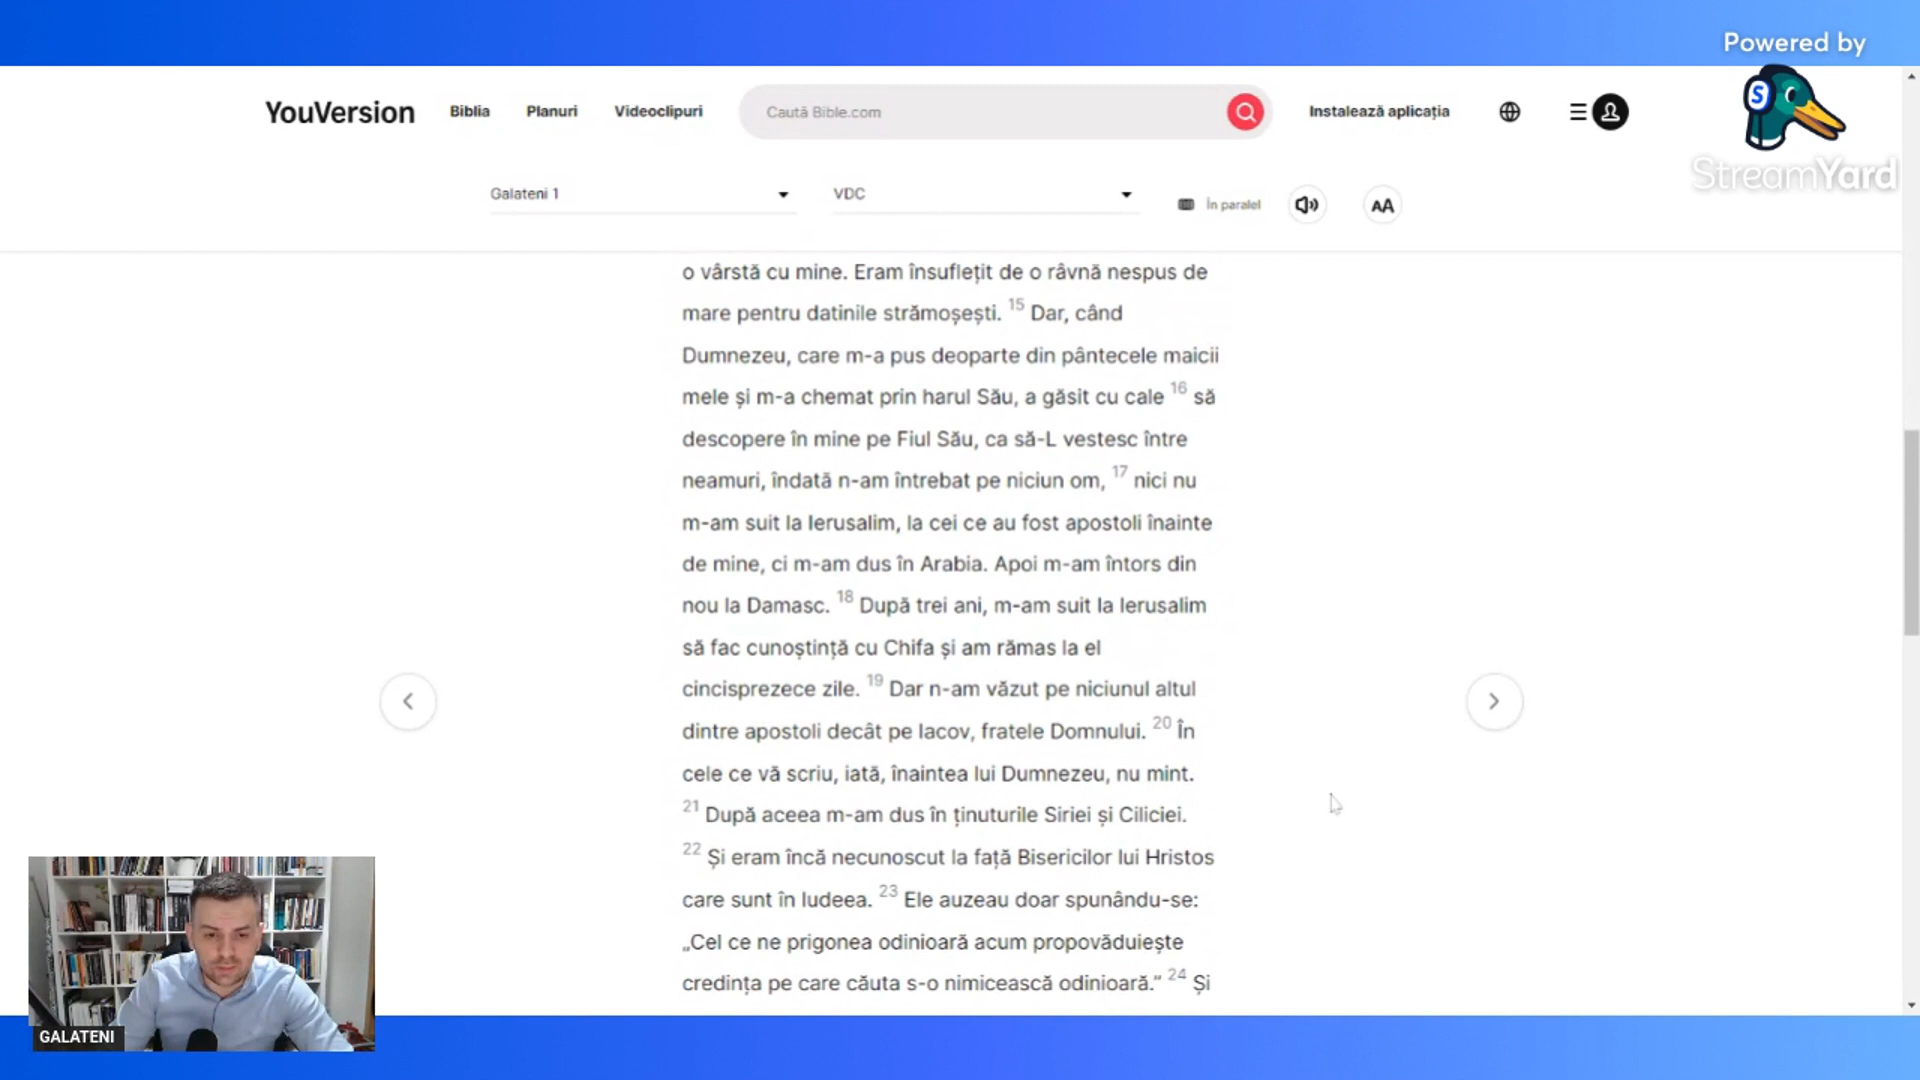 Powered by
StreamYard
YouVersion Biblia Planuri Videoclipuri Caută Bible.com Instalează aplicația
Galateni 1 VDC În paralel AA
o vârstă cu mine. Eram însuflețit de o râvnă nespus de
mare pentru datinile strămoșești. 15 Dar, când
Dumnezeu, care m-a pus deoparte din pântecele maicii
mele și m-a chemat prin harul Său, a găsit cu cale 16 să
descopere în mine pe Fiul Său, ca să-L vestesc între
neamuri, îndată n-am întrebat pe niciun om, 17 nici nu
m-am suit la Ierusalim, la cei ce au fost apostoli înainte
de mine, ci m-am dus în Arabia. Apoi m-am întors din
nou la Damasc. 18 După trei ani, m-am suit la Ierusalim
să fac cunoștință cu Chifa și am rămas la el
cincisprezece zile. 19 Dar n-am văzut pe niciunul altul
dintre apostoli decât pe Iacov, fratele Domnului. 20 În
cele ce vă scriu, iată, înaintea lui Dumnezeu, nu mint.
21 După aceea m-am dus în ținuturile Siriei și Ciliciei.
22 Și eram încă necunoscut la față Bisericilor lui Hristos
care sunt în Iudeea. 23 Ele auzeau doar spunându-se:
„Cel ce ne prigonea odinioară acum propovăduiește
credința pe care căuta s-o nimicească odinioară.” 24 Și
GALATENI